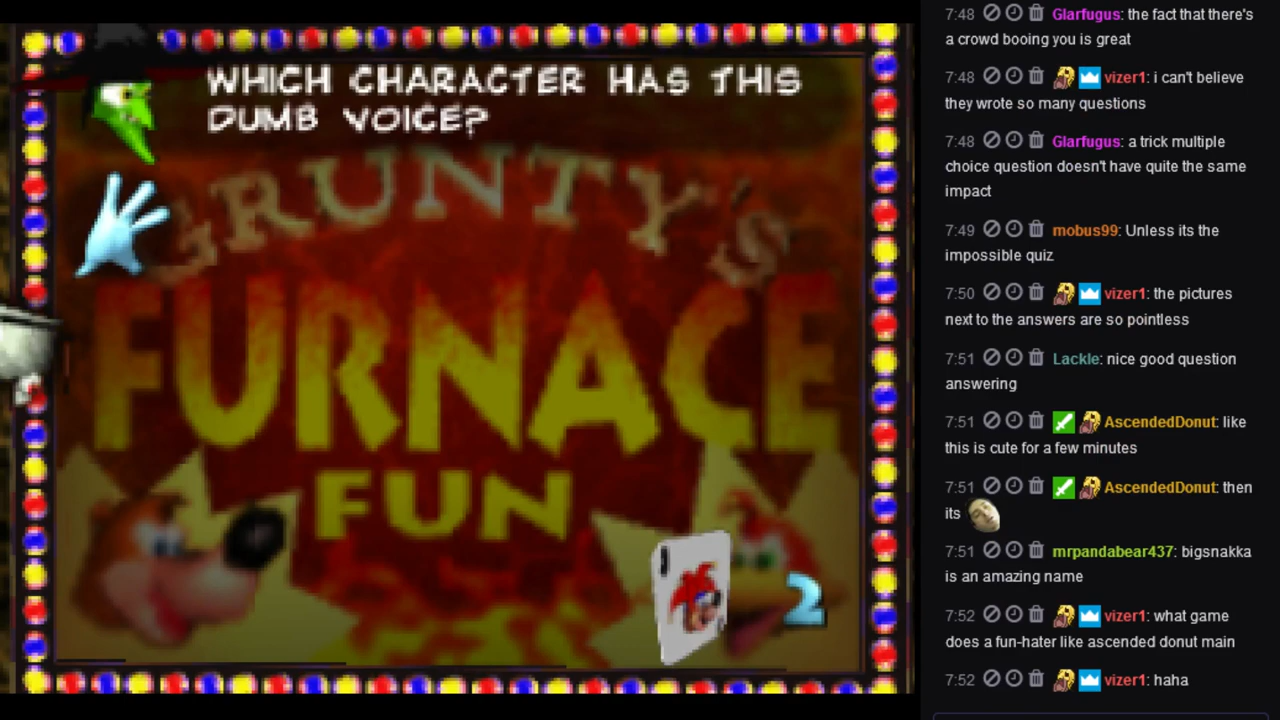 WHICH CHARACTER HAS THIS
DUMB VOICE?
GRUNTY'S
FURNACE
FUN
J
2
7:48 Glarfugus: the fact that there's
a crowd booing you is great
7:48 vizer1: i can't believe
they wrote so many questions
7:48 Glarfugus: a trick multiple
choice question doesn't have quite the same
impact
7:49 mobus99: Unless its the
impossible quiz
7:50 vizer1: the pictures
next to the answers are so pointless
7:51 Lackle: nice good question
answering
7:51 AscendedDonut: like
this is cute for a few minutes
7:51 AscendedDonut: then
its
7:51 mrpandabear437: bigsnakka
is an amazing name
7:52 vizer1: what game
does a fun-hater like ascended donut main
7:52 vizer1: haha